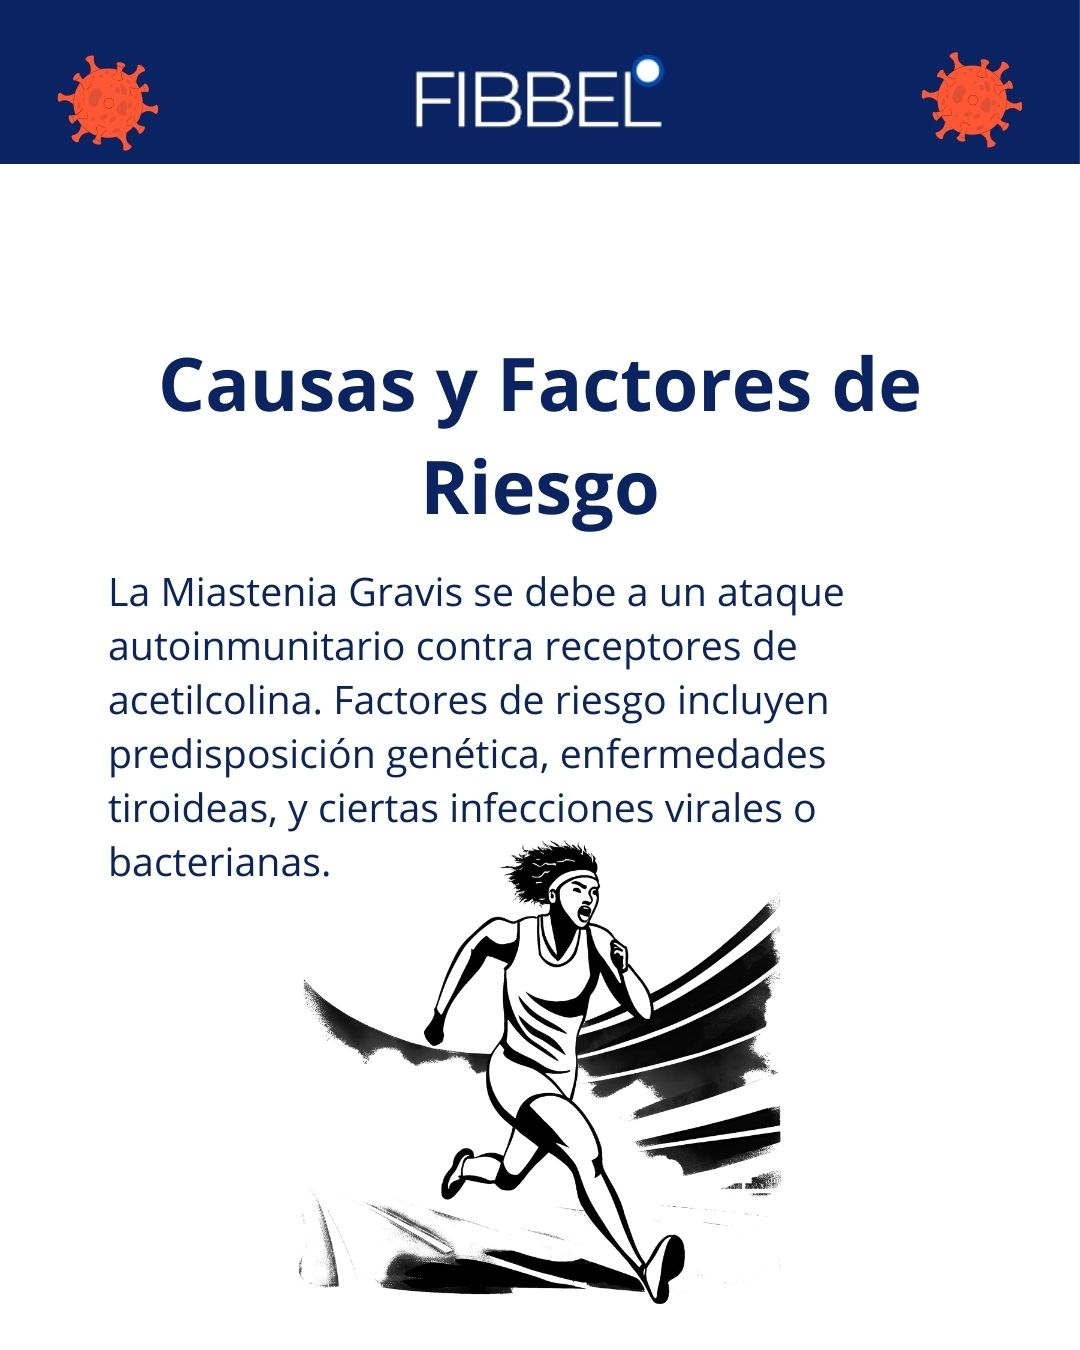 FIBBEL
Causas y Factores de
Riesgo
La Miastenia Gravis se debe a un ataque
autoinmunitario contra receptores de
acetilcolina. Factores de riesgo incluyen
predisposición genética, enfermedades
tiroideas, y ciertas infecciones virales o
bacterianas.